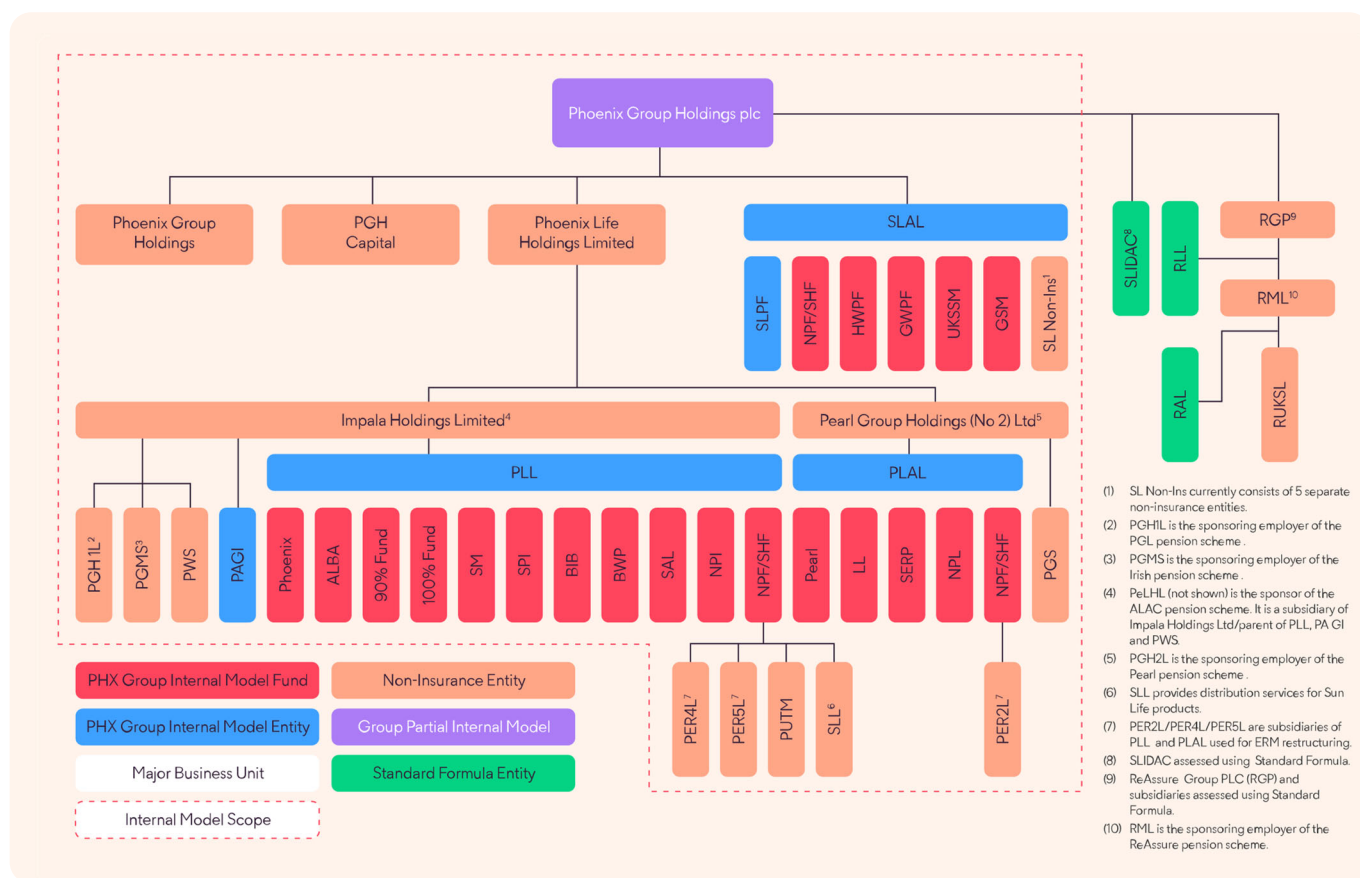 Phoenix Group Holdings plc
Phoenix Group
Holdings
PGH
Capital
Phoenix Life
Holdings Limited
SLAL
SLPF
NPF/SHF
HWPF
GWPF
UKSSM
GSM
SL Non-Ins¹
SLIDAC⁸
RLL
RGP⁹
RML¹⁰
RAL
RUKSL
Impala Holdings Limited⁴
Pearl Group Holdings (No 2) Ltd⁵
PLL
PLAL
PGH 1L²
PGMS³
PWS
PAGI
Phoenix
ALBA
90% Fund
100% Fund
SM
SPI
BIB
BWP
SAL
NPI
NPF/SHF
Pearl
LL
SERP
NPL
NPF/SHF
PGS
PER4L⁷
PER5L⁷
PUTM
SLL⁶
PER2L⁷
PHX Group Internal Model Fund
Non-Insurance Entity
PHX Group Internal Model Entity
Group Partial Internal Model
Major Business Unit
Standard Formula Entity
Internal Model Scope
(1) SL Non-Ins currently consists of 5 separate
non-insurance entities.
(2) PGH1L is the sponsoring employer of the
PGL pension scheme .
(3) PGMS is the sponsoring employer of the
Irish pension scheme .
(4) PeLHL (not shown) is the sponsor of the
ALAC pension scheme. It is a subsidiary of
Impala Holdings Ltd/parent of PLL, PA GI
and PWS.
(5) PGH2L is the sponsoring employer of the
Pearl pension scheme .
(6) SLL provides distribution services for Sun
Life products.
(7) PER2L/PER4L/PER5L are subsidiaries of
PLL and PLAL used for ERM restructuring.
(8) SLIDAC assessed using Standard Formula.
(9) ReAssure Group PLC (RGP) and
subsidiaries assessed using Standard
Formula.
(10) RML is the sponsoring employer of the
ReAssure pension scheme.